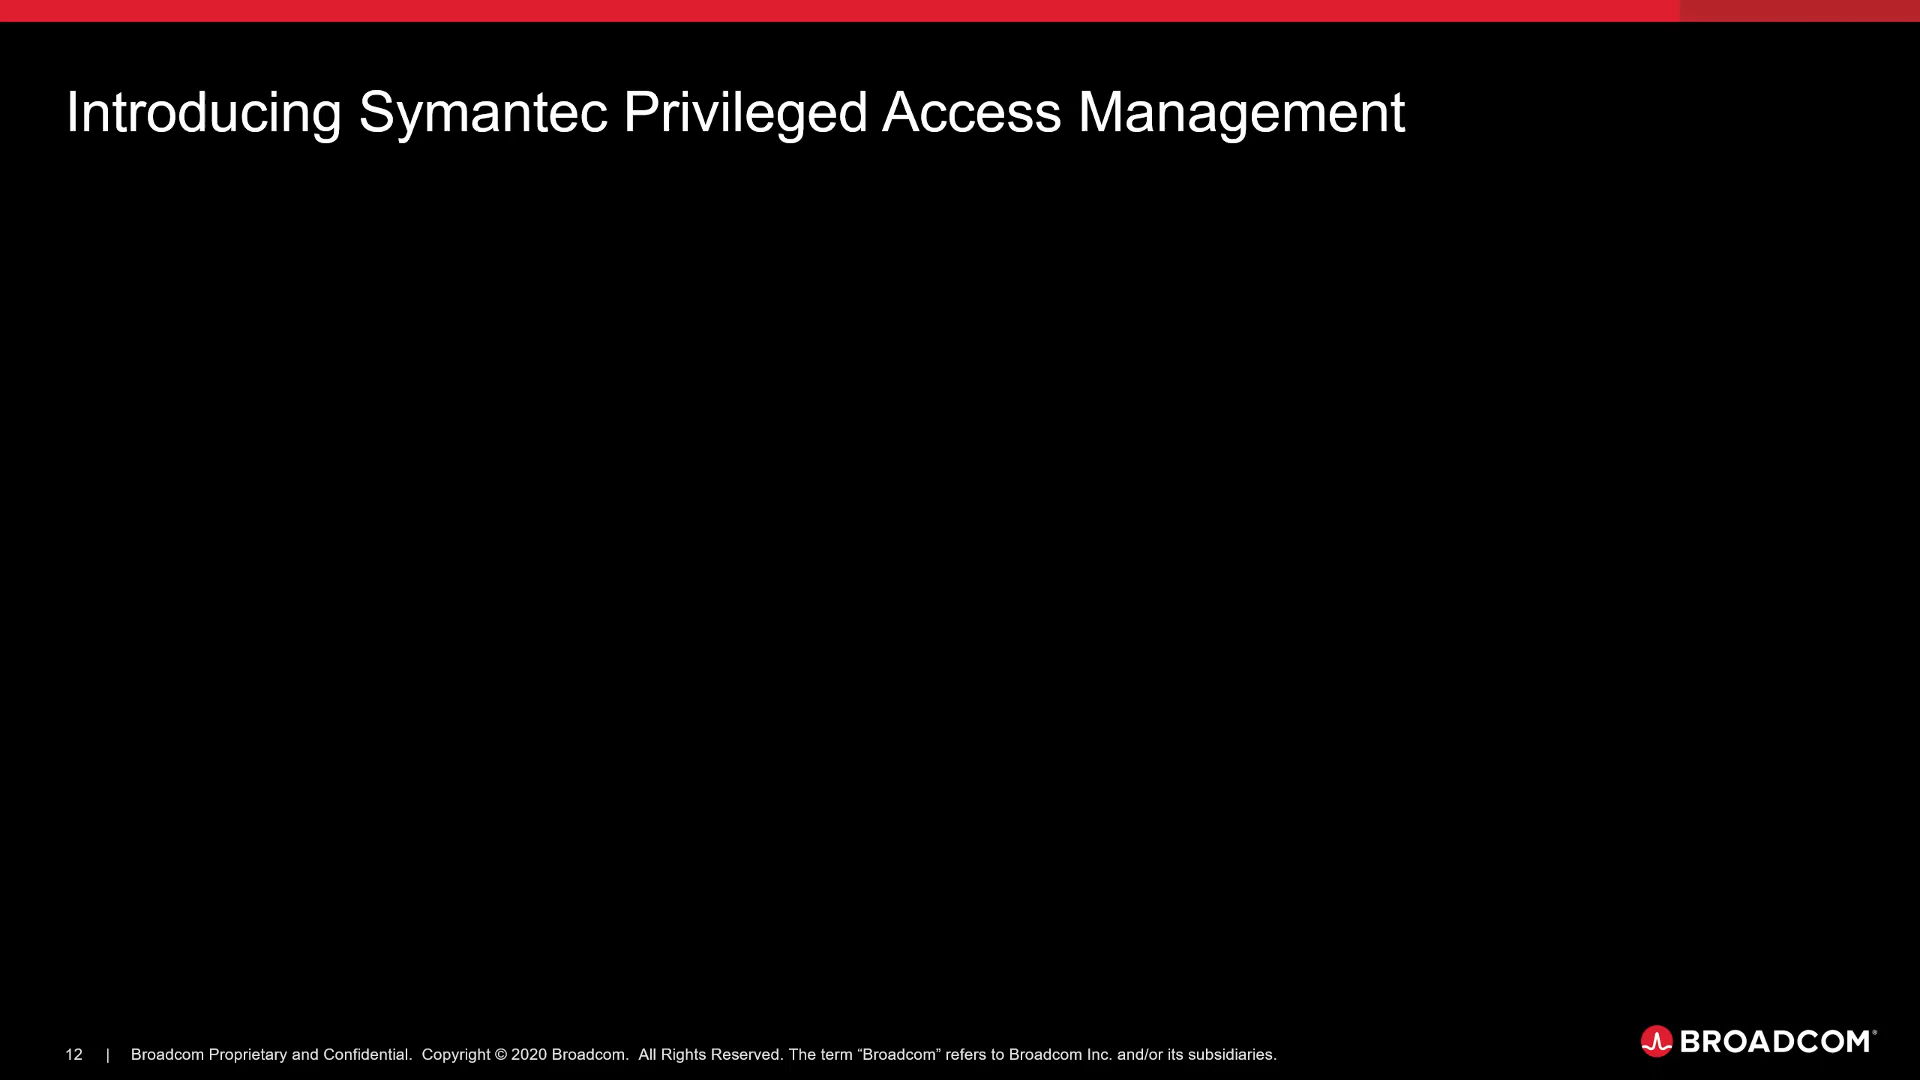 Introducing Symantec Privileged Access Management
12 | Broadcom Proprietary and Confidential. Copyright © 2020 Broadcom. All Rights Reserved. The term “Broadcom” refers to Broadcom Inc. and/or its subsidiaries.
BROADCOM®